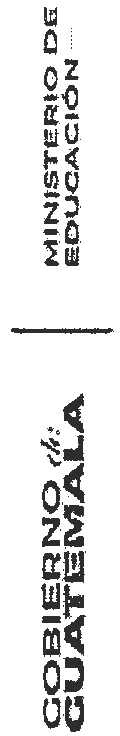 GOBIERNO de
GUATEMALA
MINISTERIO DE
EDUCACIÓN